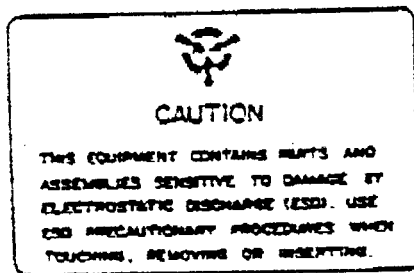 CAUTION
THIS EQUIPMENT CONTAINS PARTS AND
ASSEMBLIES SENSITIVE TO DAMAGE BY
ELECTROSTATIC DISCHARGE (ESD). USE
ESD PRECAUTIONARY PROCEDURES WHEN
TOUCHING, REMOVING OR INSERTING.